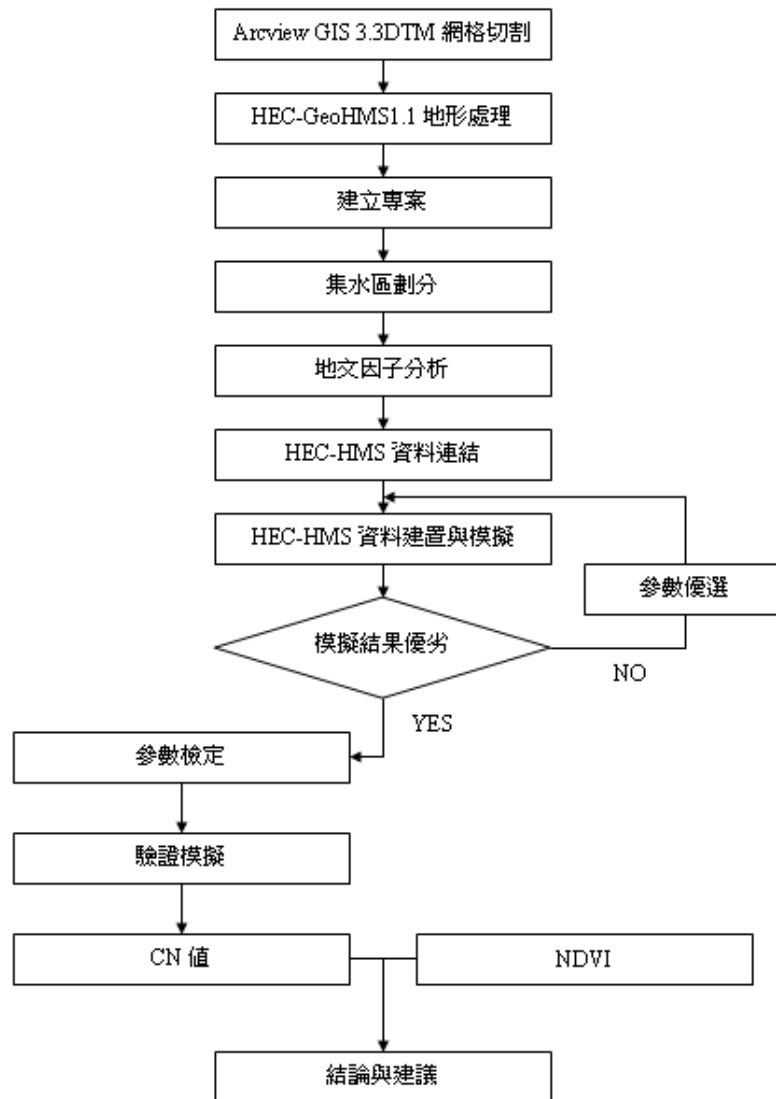 Arcview GIS 3.3DTM 網格切割
HEC-GeoHMS1.1 地形處理
建立專案
集水區劃分
地文因子分析
HEC-HMS 資料連結
HEC-HMS 資料建置與模擬
參數優選
模擬結果優劣
NO
YES
參數檢定
驗證模擬
CN 值
NDVI
結論與建議